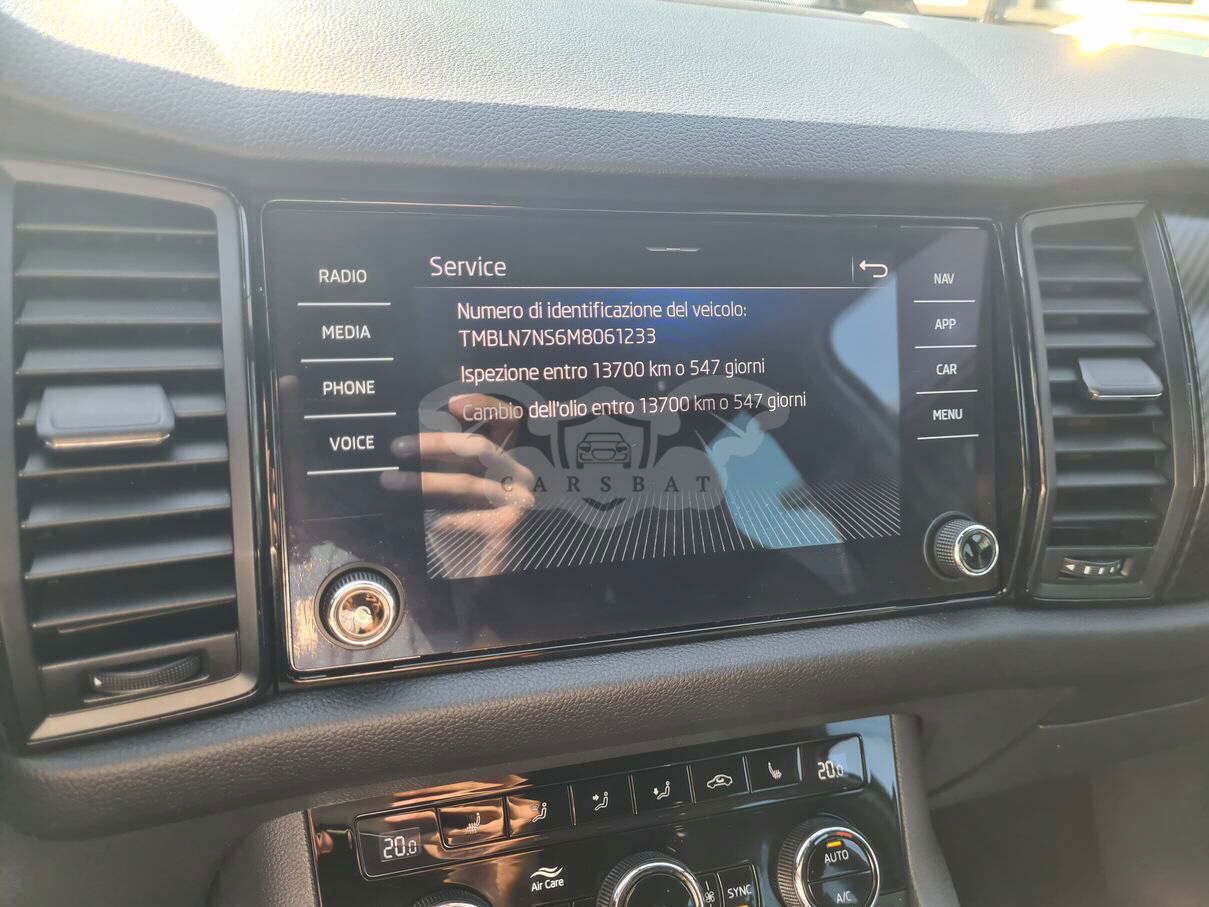 RADIO
MEDIA
PHONE
VOICE
Service
Numero di identificazione del veicolo:
TMBLN7NS6M8061233
Ispezione entro 13700 km o 547 giorni
Cambio dell'olio entro 13700 km o 547 giorni
CARSBAT
NAV
APP
CAR
MENU
20.0
20.0
Air Care
SYNC
AUTO
A/C